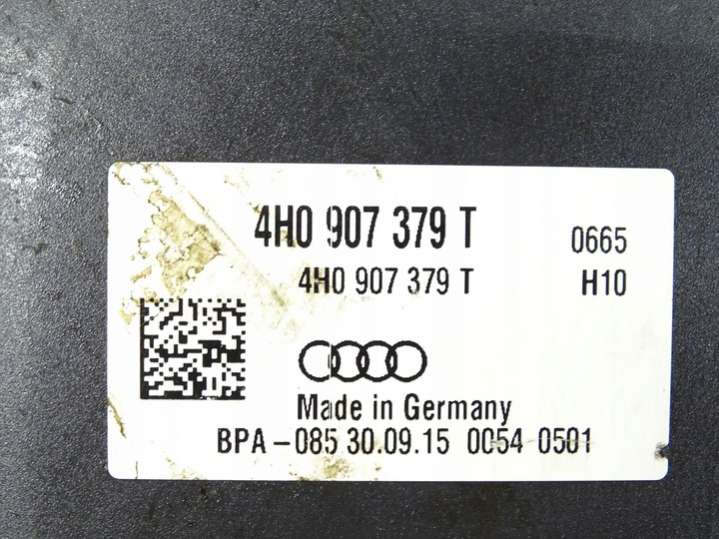 4H0 907 379 T 0665
4H0 907 379 T H10
Made in Germany
BPA-085 30.09.15 0054 0501